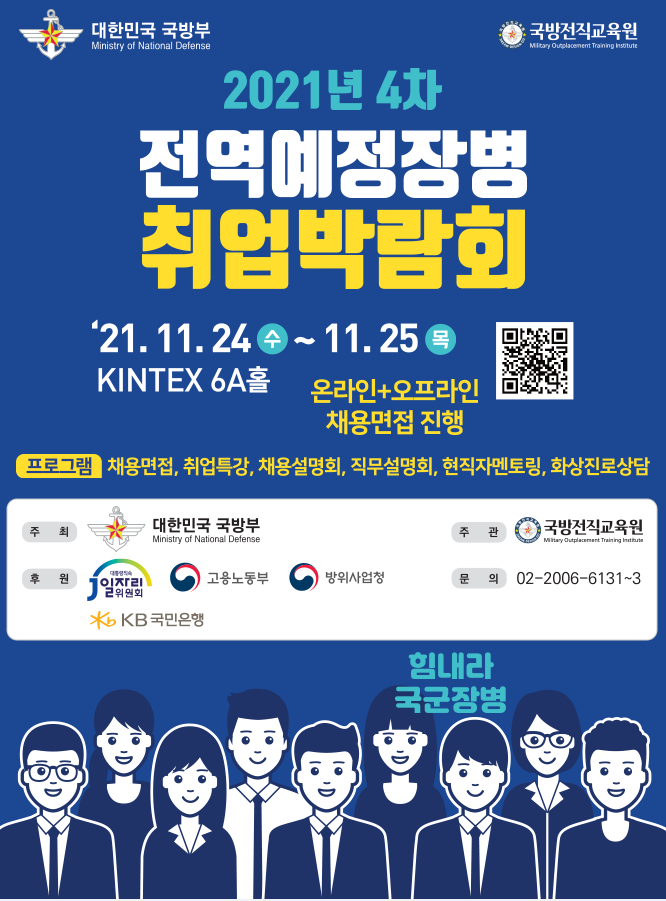 대한민국 국방부
Ministry of National Defense
국방전직교육원
Military Outplacement Training Institute
2021년 4차
전역예정장병
취업박람회
'21. 11. 24 수 ~ 11. 25 목
KINTEX 6A홀
온라인+오프라인
채용면접 진행
프로그램 채용면접, 취업특강, 채용설명회, 직무설명회, 현직자멘토링, 화상진로상담
주 최 대한민국 국방부
Ministry of National Defense
주 관 국방전직교육원
Military Outplacement Training Institute
후 원 대통령직속
일자리
위원회
고용노동부 방위사업청
문 의 02-2006-6131~3
KB 국민은행
힘내라
국군장병